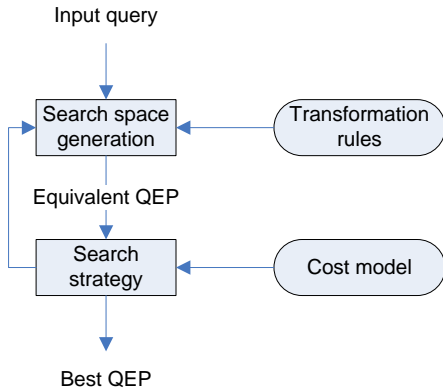 Input query
Search space
generation
Transformation
rules
Equivalent QEP
Search
strategy
Cost model
Best QEP